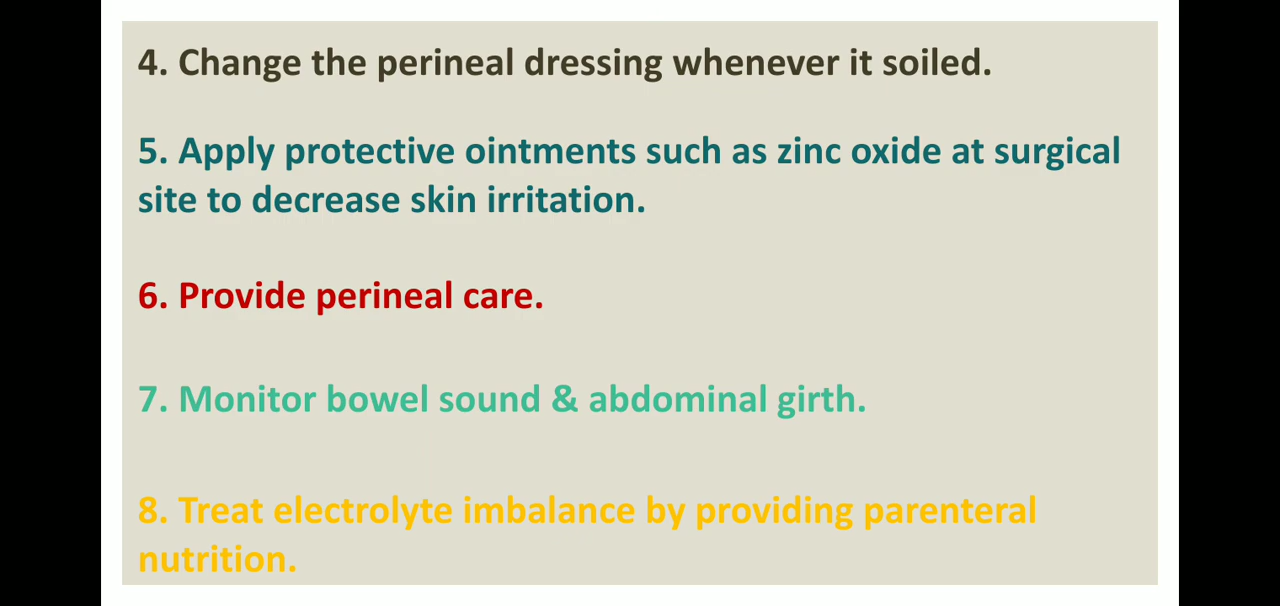 4. Change the perineal dressing whenever it soiled.
5. Apply protective ointments such as zinc oxide at surgical
site to decrease skin irritation.
6. Provide perineal care.
7. Monitor bowel sound & abdominal girth.
8. Treat electrolyte imbalance by providing parenteral
nutrition.